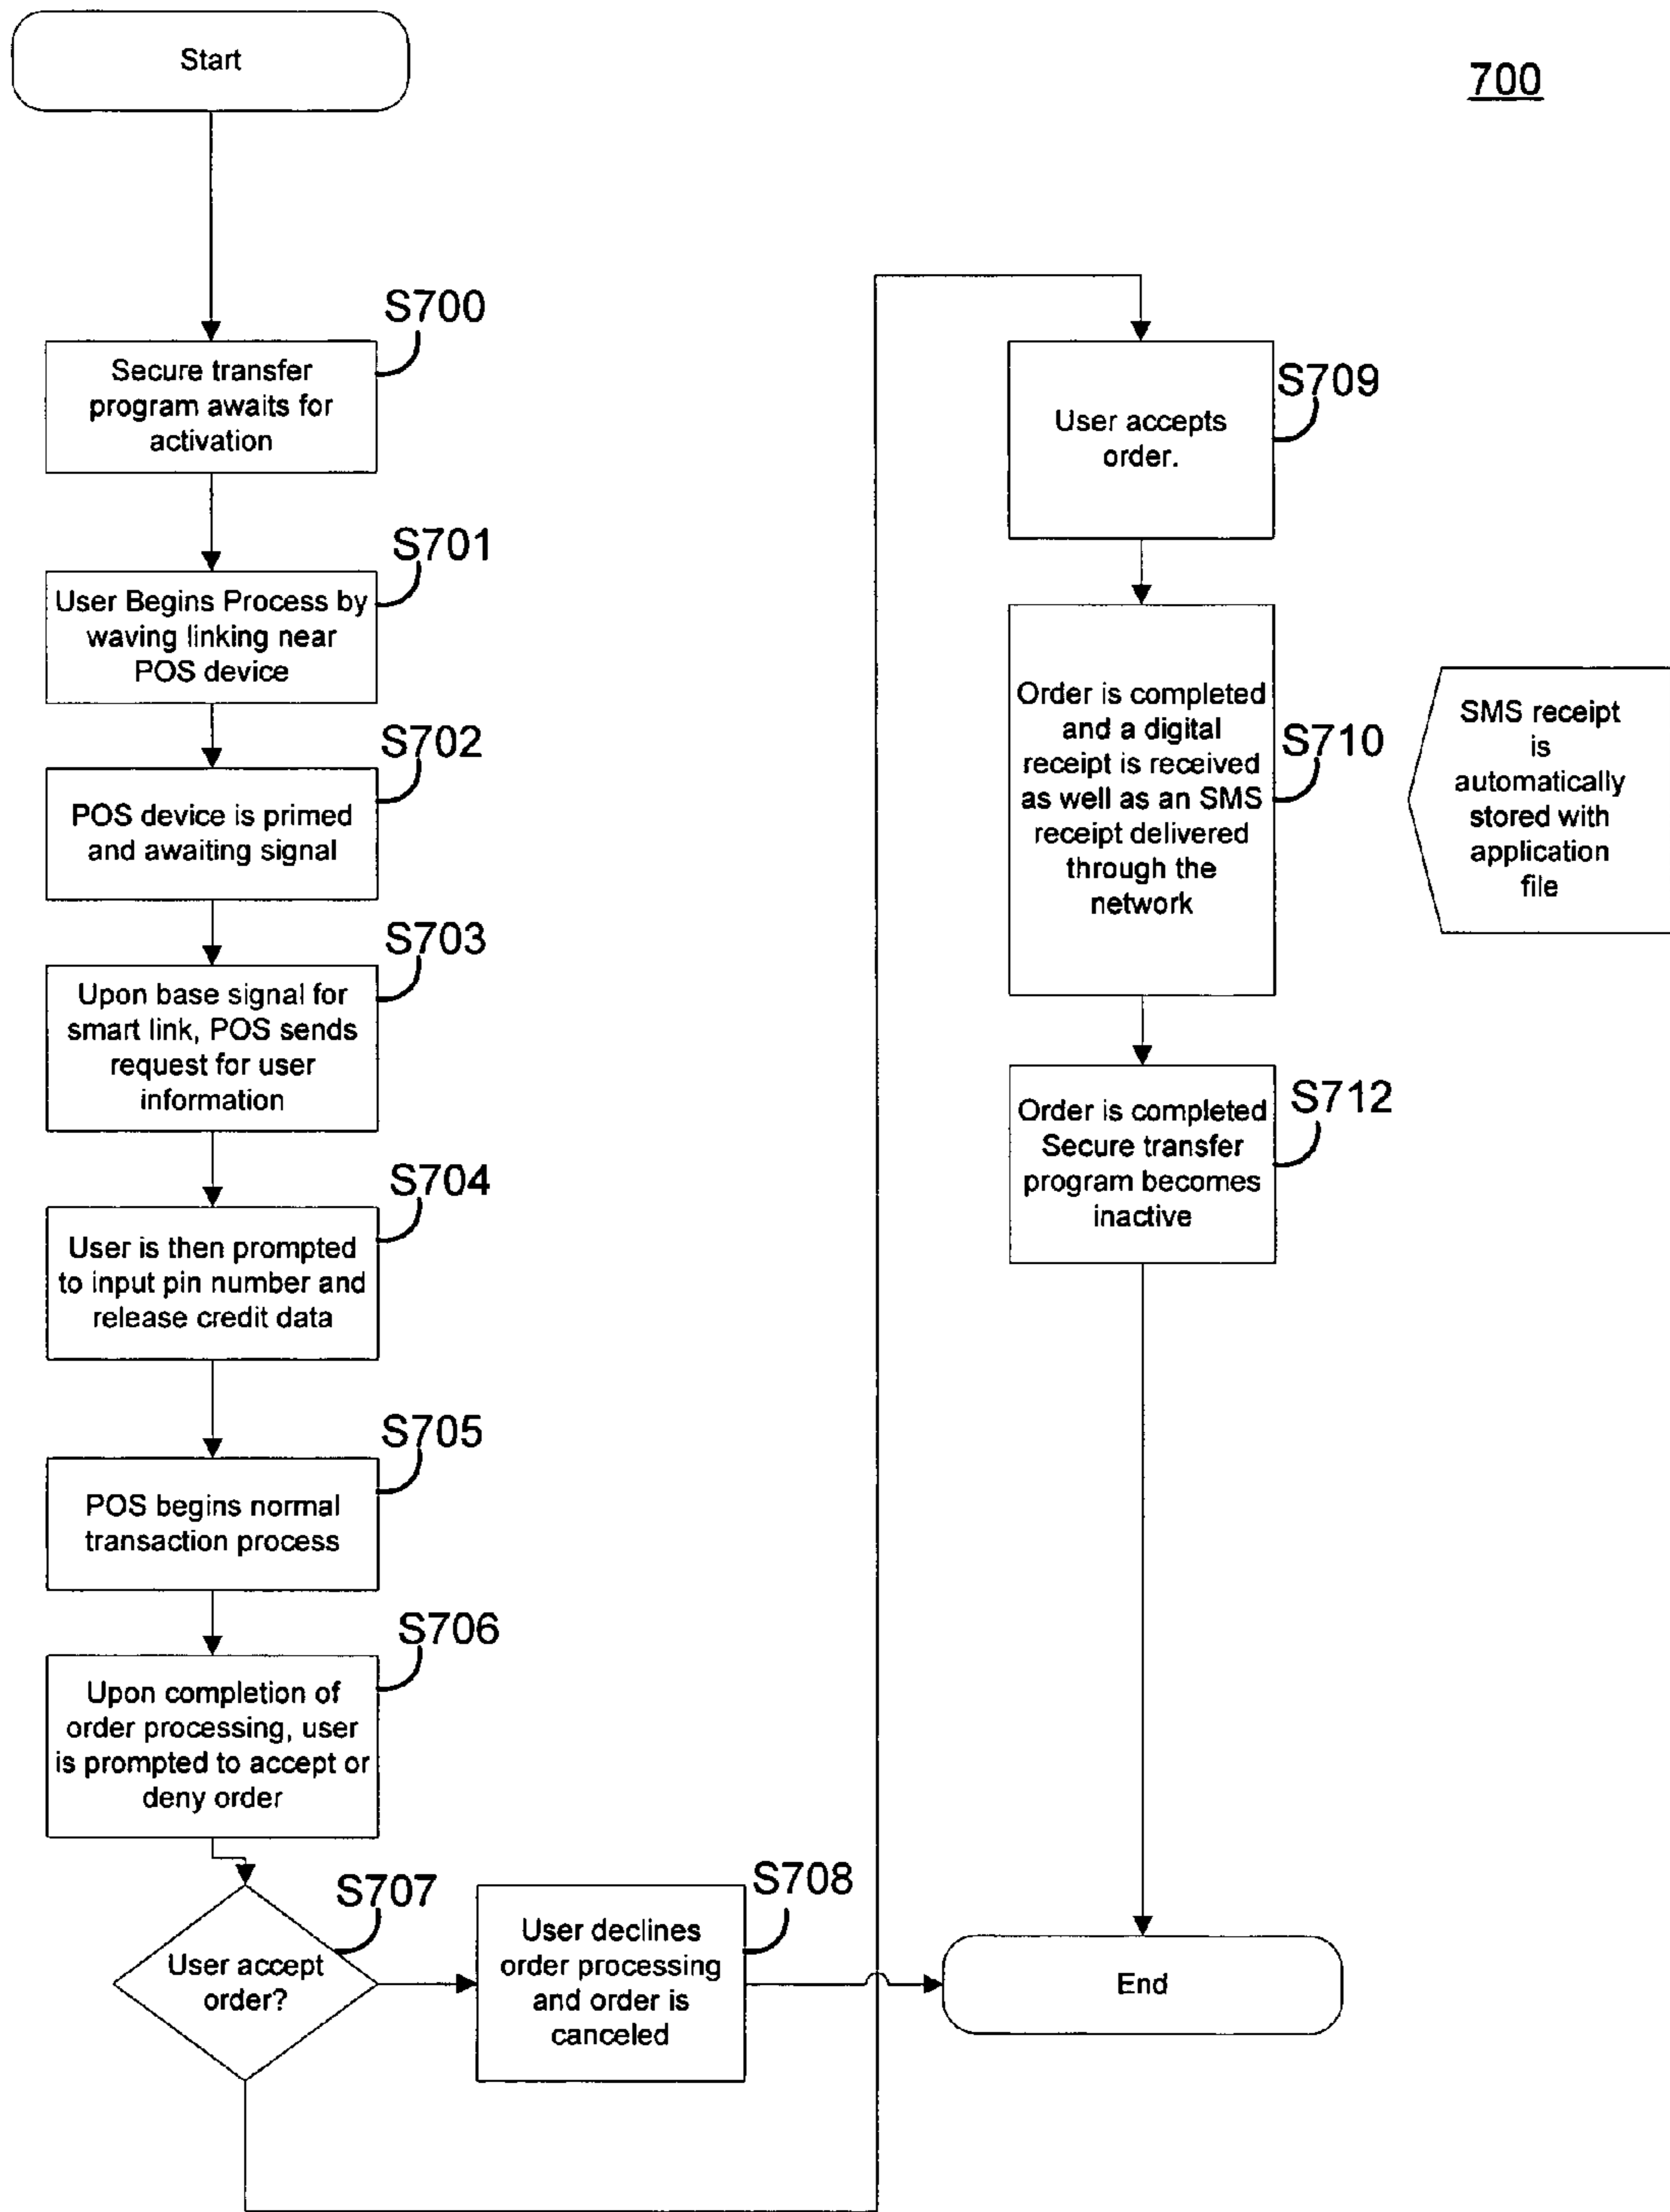 Start
700
S700
Secure transfer
program awaits for
activation
S701
User Begins Process by
waving linking near
POS device
S702
POS device is primed
and awaiting signal
S703
Upon base signal for
smart link, POS sends
request for user
information
S704
User is then prompted
to input pin number and
release credit data
S705
POS begins normal
transaction process
S706
Upon completion of
order processing, user
is prompted to accept or
deny order
S707
User accept
order?
S708
User declines
order processing
and order is
canceled
S709
User accepts
order.
S710
Order is completed
and a digital
receipt is received
as well as an SMS
receipt delivered
through the
network
SMS receipt
is
automatically
stored with
application
file
S712
Order is completed
Secure transfer
program becomes
inactive
End